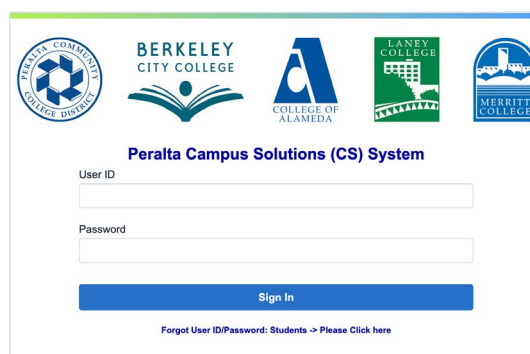 PERALTA COMMUNITY COLLEGE DISTRICT
BERKELEY
CITY COLLEGE
COLLEGE OF
ALAMEDA
LANEY
COLLEGE
MERRITT
COLLEGE
Peralta Campus Solutions (CS) System
User ID
Password
Sign In
Forgot User ID/Password: Students -> Please Click here